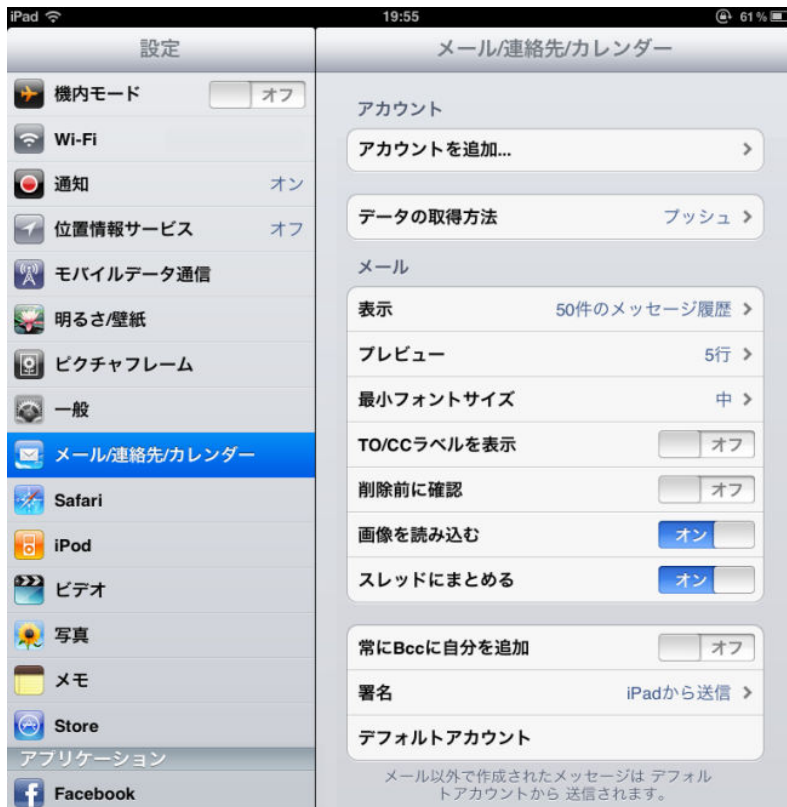 iPad 19:55 61%
設定
機内モード オフ
Wi-Fi
通知 オン
位置情報サービス オフ
モバイルデータ通信
明るさ/壁紙
ピクチャフレーム
一般
メール/連絡先/カレンダー
Safari
iPod
ビデオ
写真
メモ
Store
アプリケーション
Facebook
メール/連絡先/カレンダー
アカウント
アカウントを追加...
データの取得方法 プッシュ
メール
表示 50件のメッセージ履歴
プレビュー 5行
最小フォントサイズ 中
TO/CCラベルを表示 オフ
削除前に確認 オフ
画像を読み込む オン
スレッドにまとめる オン
常にBccに自分を追加 オフ
署名 iPadから送信
デフォルトアカウント
メール以外で作成されたメッセージは デフォル
トアカウントから 送信されます。